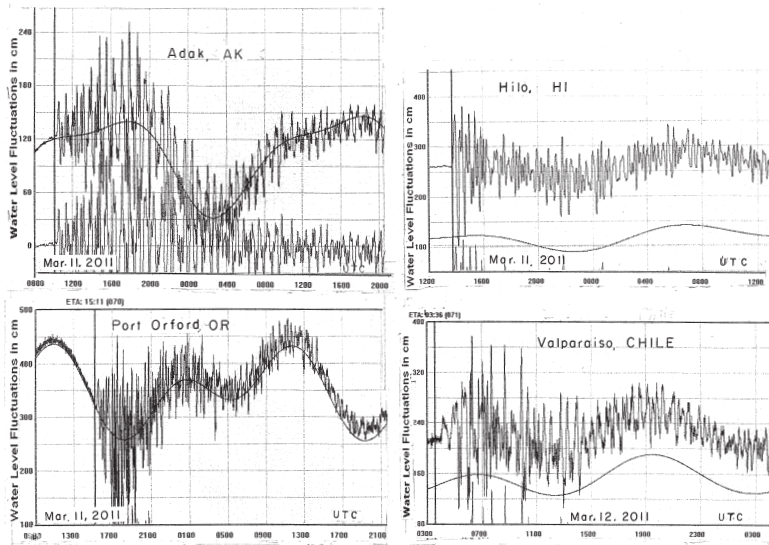 Adak, AK
Water Level Fluctuations in cm
240
120
60
30
0
Mar. 11, 2011
UTC
0800 1200 1600 2000 2400 0400 0800 1200 1600 2000
Hilo, HI
Water Level Fluctuations in cm
400
300
200
100
Mar. 11, 2011
UTC
1200 1600 2000 2400 0400 0800 1200
ETA: 15:11 (070)
Port Orford, OR
Water Level Fluctuations in cm
500
400
300
200
100
Mar. 11, 2011
UTC
1300 1700 2100 0100 0500 0900 1300 1700 2100
ETA: 03:36 (071)
Valparaiso, CHILE
Water Level Fluctuations in cm
320
240
160
80
Mar. 12, 2011
UTC
0300 0700 1100 1500 1900 2300 0300